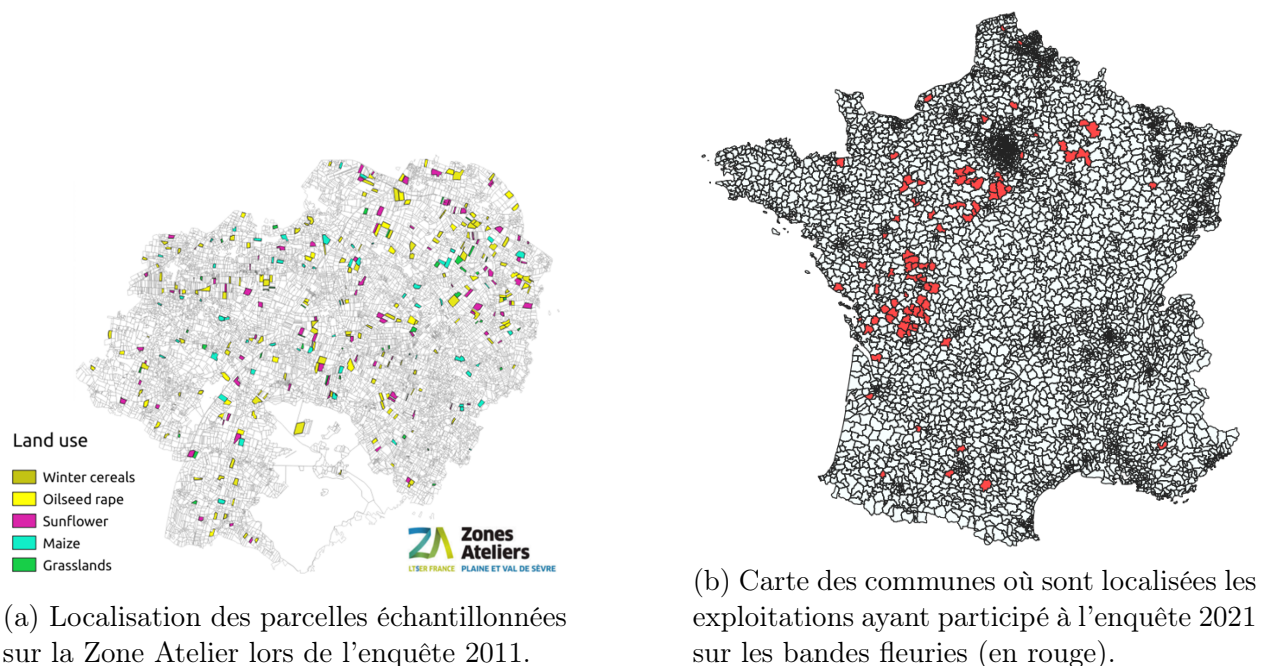 Land use
Winter cereals
Oilseed rape
Sunflower
Maize
Grasslands
ZA Zones
Ateliers
LTSER FRANCE PLAINE ET VAL DE SÈVRE
(a) Localisation des parcelles échantillonnées
sur la Zone Atelier lors de l'enquête 2011.
(b) Carte des communes où sont localisées les
exploitations ayant participé à l'enquête 2021
sur les bandes fleuries (en rouge).